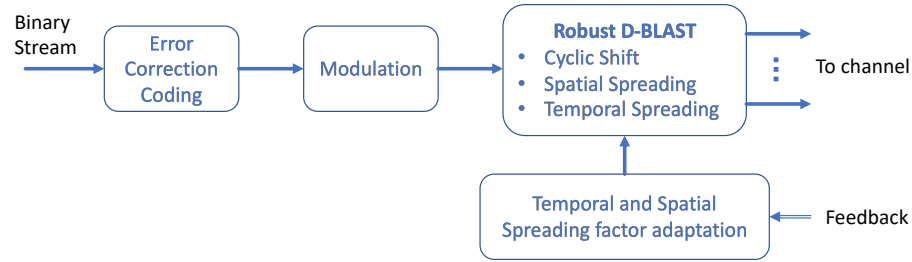 Binary
Stream
Error
Correction
Coding
Modulation
Robust D-BLAST
• Cyclic Shift
• Spatial Spreading
• Temporal Spreading
To channel
Temporal and Spatial
Spreading factor adaptation
Feedback